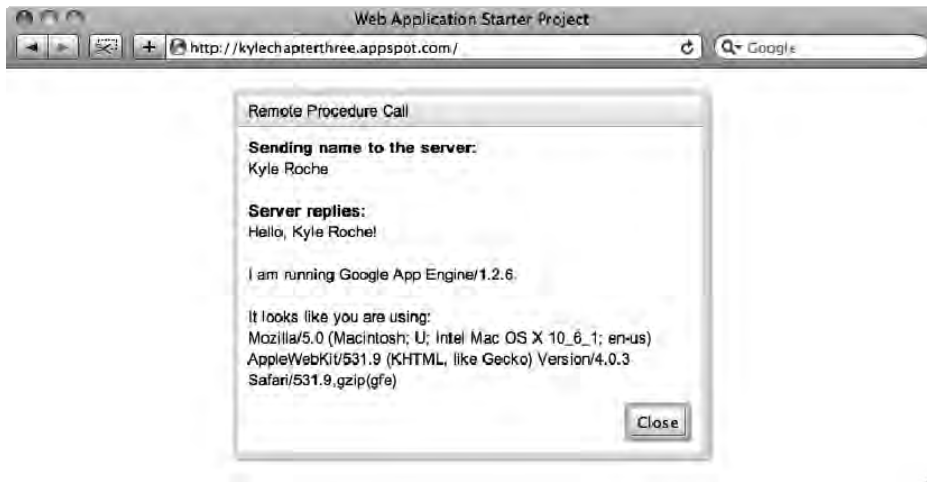 Web Application Starter Project
http://kylechapterthree.appspot.com/
Google
Remote Procedure Call
Sending name to the server:
Kyle Roche
Server replies:
Hello, Kyle Roche!
I am running Google App Engine/1.2.6.
It looks like you are using:
Mozilla/5.0 (Macintosh; U; Intel Mac OS X 10_6_1; en-us)
AppleWebKit/531.9 (KHTML, like Gecko) Version/4.0.3
Safari/531.9,gzip(gfe)
Close